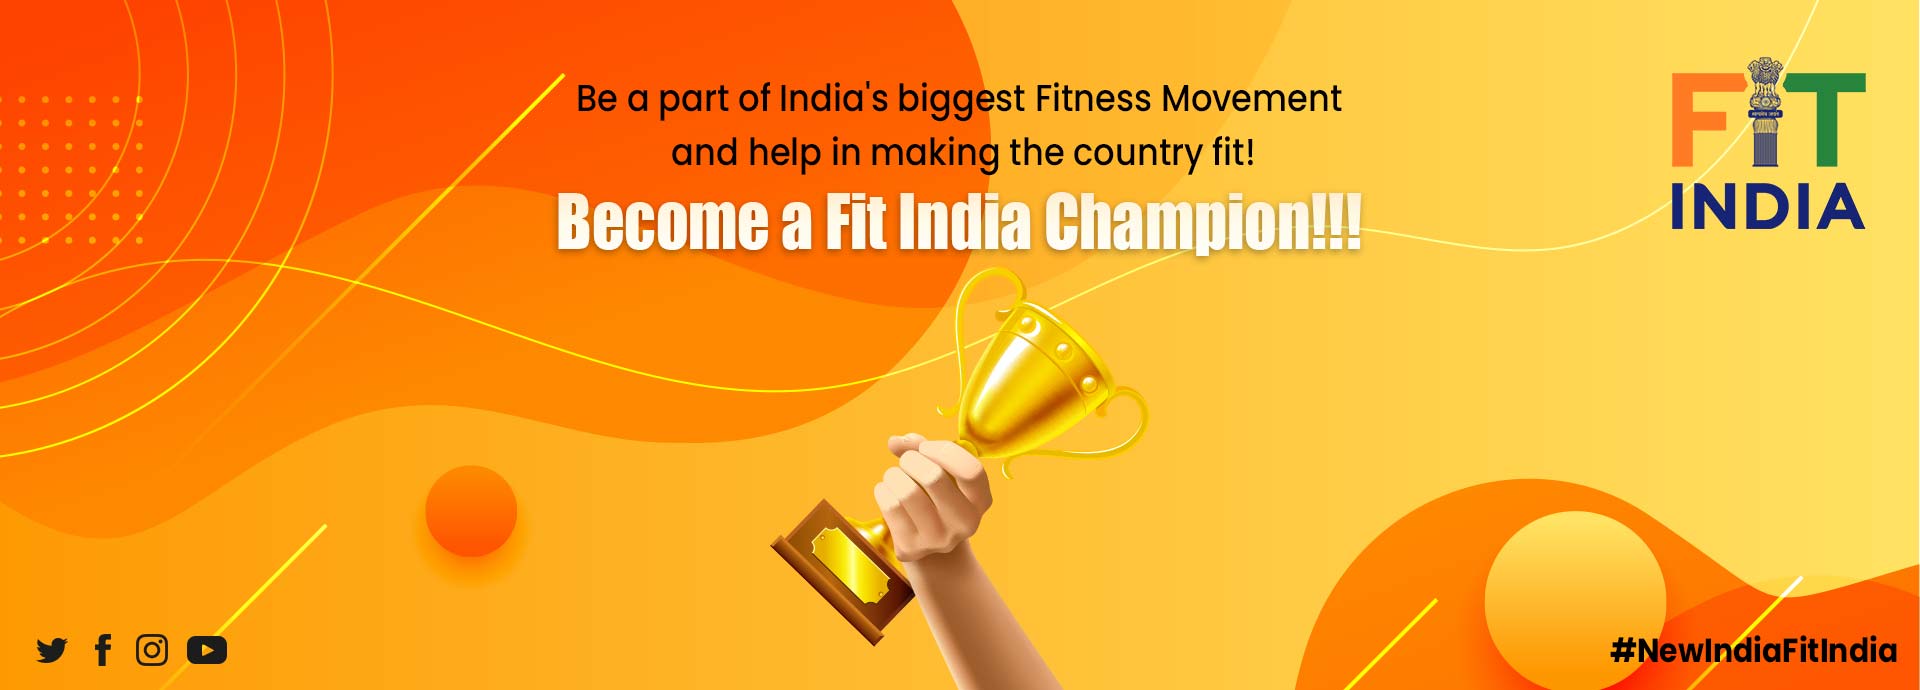 Be a part of India's biggest Fitness Movement
and help in making the country fit!
Become a Fit India Champion!!!
FIT
INDIA
#NewIndiaFitIndia